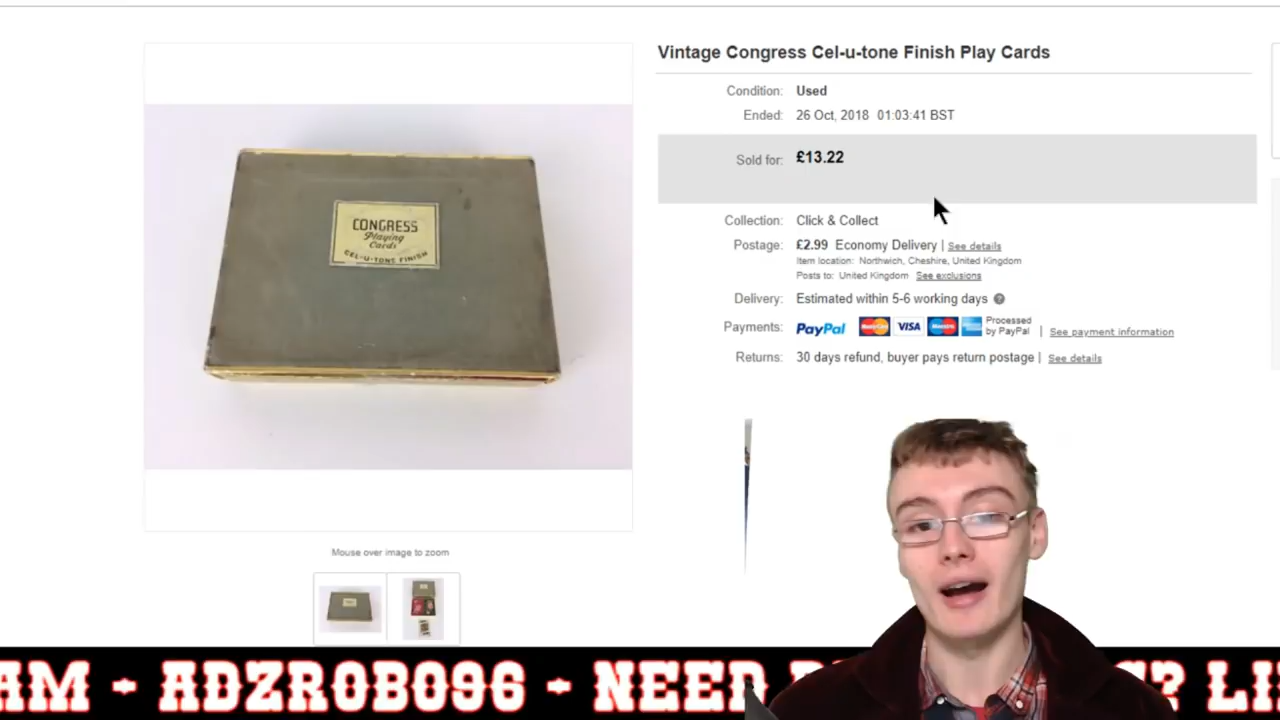 Vintage Congress Cel-u-tone Finish Play Cards
Condition: Used
Ended: 26 Oct, 2018 01:03:41 BST
Sold for: £13.22
Collection: Click & Collect
Postage: £2.99 Economy Delivery | See details
Item location: Northwich, Cheshire, United Kingdom
Posts to: United Kingdom See exclusions
Delivery: Estimated within 5-6 working days
Payments: PayPal MasterCard VISA Maestro Processed by PayPal | See payment information
Returns: 30 days refund, buyer pays return postage | See details
CONGRESS
Playing
Cards
CEL-U-TONE FINISH
Mouse over image to zoom
AM - ADZROB096 - NEED ? LI